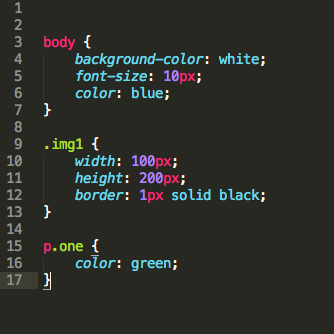 1
2
3 body {
4     background-color: white;
5     font-size: 10px;
6     color: blue;
7 }
8
9 .img1 {
10     width: 100px;
11     height: 200px;
12     border: 1px solid black;
13 }
14
15 p.one {
16     color: green;
17 }